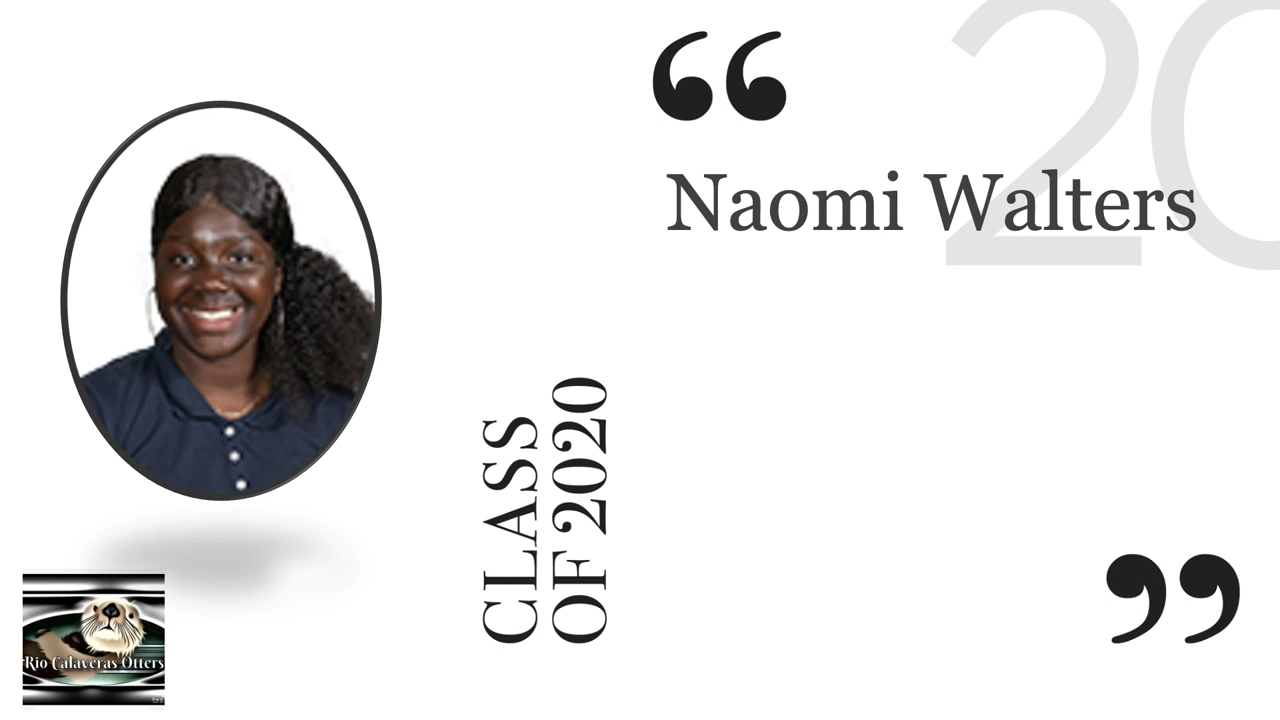 20
“
Naomi Walters
CLASS
OF 2020
”
Rio Calaveras Otters